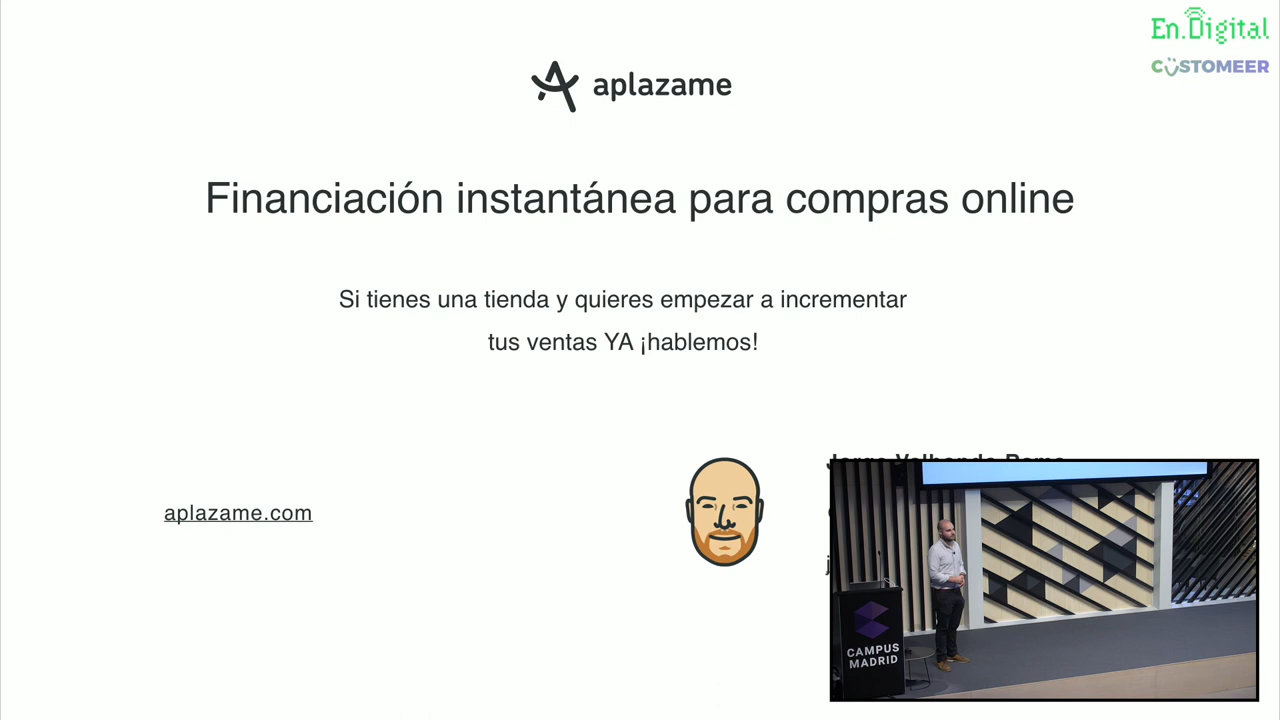 En.Digital
CUSTOMEER
aplazame
Financiación instantánea para compras online
Si tienes una tienda y quieres empezar a incrementar
tus ventas YA ¡hablemos!
aplazame.com
CAMPUS
MADRID